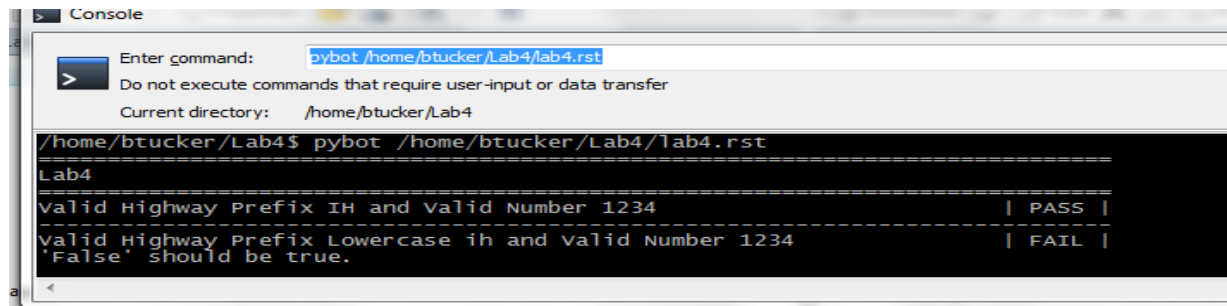 Console
Enter command: pybot /home/btucker/Lab4/lab4.rst
Do not execute commands that require user-input or data transfer
Current directory: /home/btucker/Lab4
/home/btucker/Lab4$ pybot /home/btucker/Lab4/lab4.rst
==============================================================================
Lab4
==============================================================================
Valid Highway Prefix IH and Valid Number 1234 | PASS |
------------------------------------------------------------------------------
Valid Highway Prefix Lowercase ih and Valid Number 1234 | FAIL |
'False' should be true.